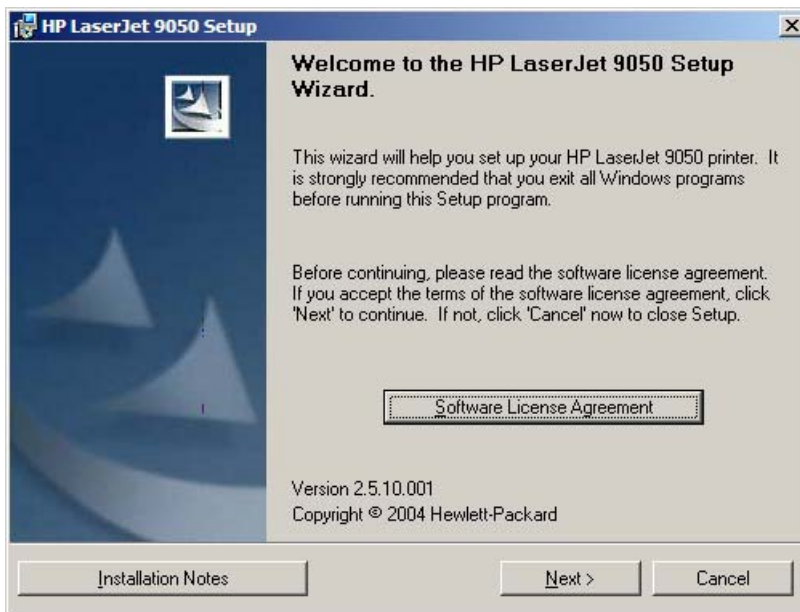 HP LaserJet 9050 Setup
Welcome to the HP LaserJet 9050 Setup
Wizard.
This wizard will help you set up your HP LaserJet 9050 printer.  It
is strongly recommended that you exit all Windows programs
before running this Setup program.
Before continuing, please read the software license agreement.
If you accept the terms of the software license agreement, click
'Next' to continue.  If not, click 'Cancel' now to close Setup.
Software License Agreement
Version 2.5.10.001
Copyright © 2004 Hewlett-Packard
Installation Notes
Next >
Cancel